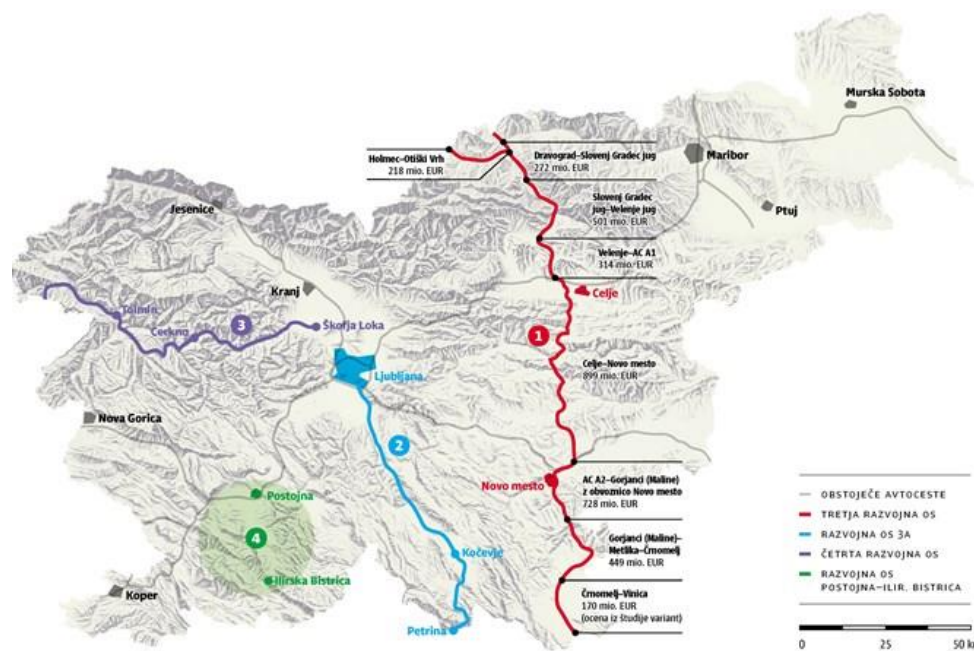 Murska Sobota
Maribor
Ptuj
Holmec–Otiški Vrh
218 mio. EUR
Dravograd–Slovenj Gradec jug
272 mio. EUR
Slovenj Gradec
jug–Velenje jug
501 mio. EUR
Velenje–AC A1
314 mio. EUR
Jesenice
Kranj
Celje
Tolmin
Cerkno
3
Škofja Loka
1
Ljubljana
Celje–Novo mesto
899 mio. EUR
Nova Gorica
2
Novo mesto
AC A2–Gorjanci (Maline)
z obvoznico Novo mesto
728 mio. EUR
Postojna
4
Kočevje
Gorjanci (Maline)–
Metlika–Črnomelj
449 mio. EUR
Ilirska Bistrica
Koper
Petrina
Črnomelj–Vinica
170 mio. EUR
(ocena iz študije variant)
OBSTOJEČE AVTOCESTE
TRETJA RAZVOJNA OS
RAZVOJNA OS 3A
ČETRTA RAZVOJNA OS
RAZVOJNA OS
POSTOJNA–ILIR. BISTRICA
0 25 50 km